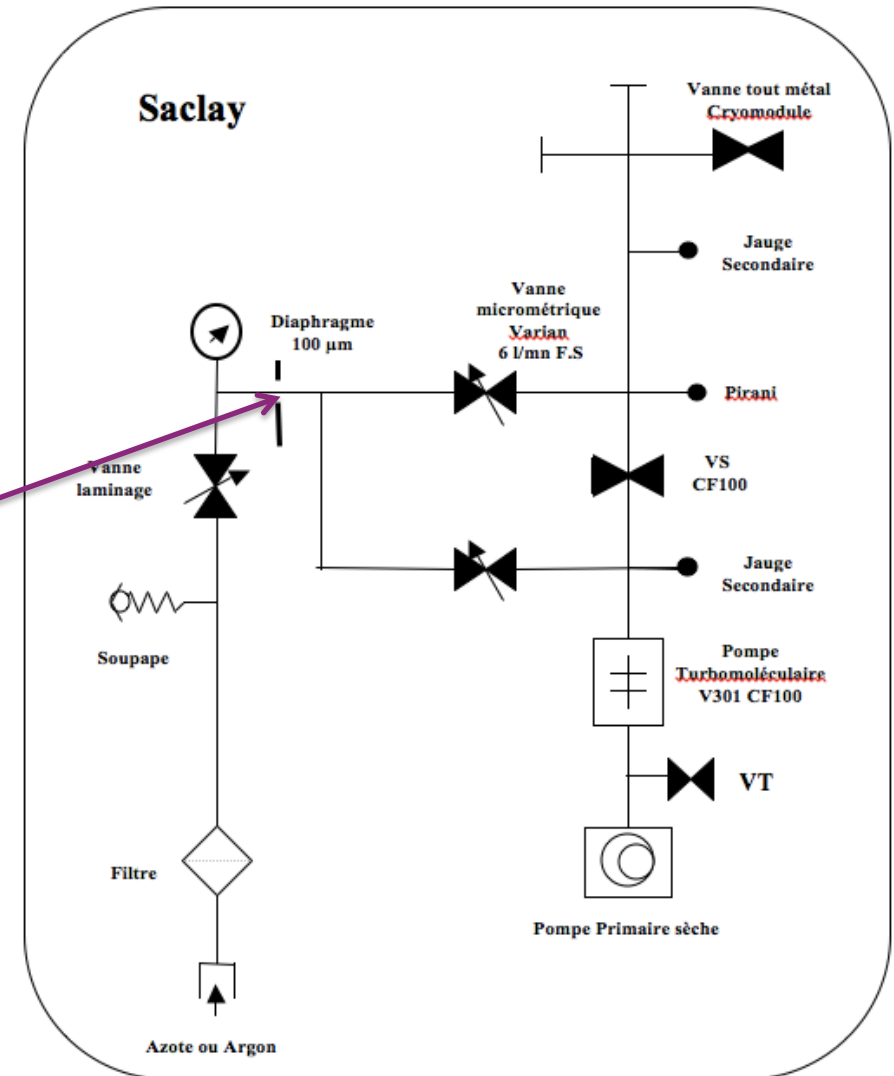 Saclay
Vanne tout métal
Cryomodule
Jauge
Secondaire
Vanne
micrométrique
Varian
6 l/mn F.S
Diaphragme
100 µm
Pirani
Vanne
laminage
VS
CF100
Jauge
Secondaire
Soupape
Pompe
Turbomoléculaire
V301 CF100
VT
Filtre
Pompe Primaire sèche
Azote ou Argon